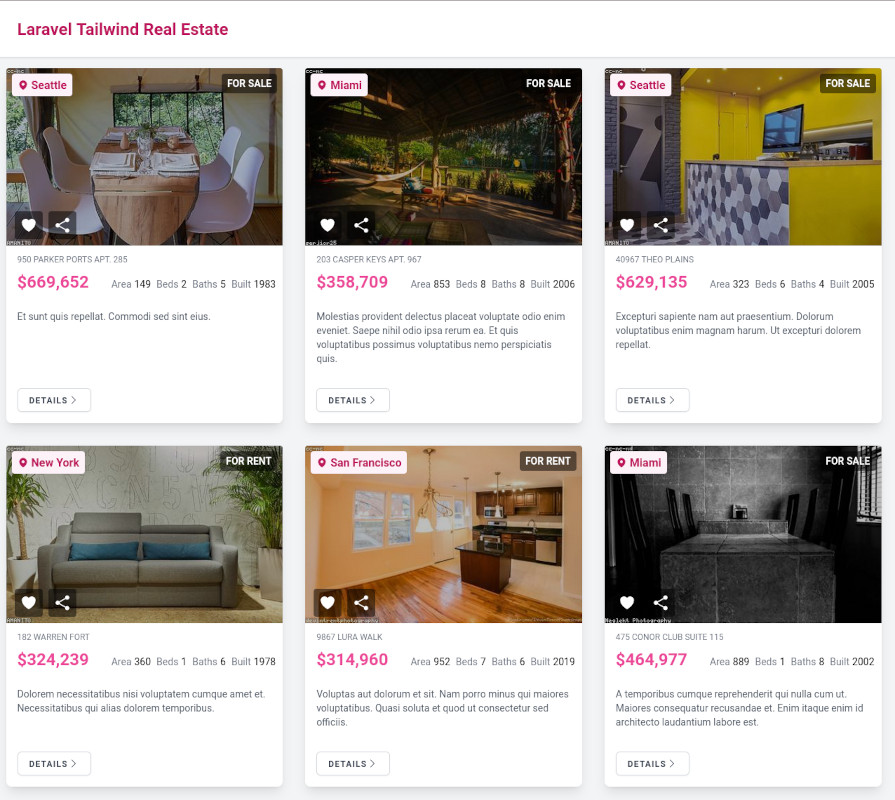 Laravel Tailwind Real Estate
Seattle
FOR SALE
AMANITO
950 PARKER PORTS APT. 285
$669,652 Area 149 Beds 2 Baths 5 Built 1983
Et sunt quis repellat. Commodi sed sint eius.
DETAILS
Miami
FOR SALE
203 CASPER KEYS APT. 967
$358,709 Area 853 Beds 8 Baths 8 Built 2006
Molestias provident delectus placeat voluptate odio enim
eveniet. Saepe nihil odio ipsa rerum ea. Et quis
voluptatibus possimus voluptatibus nemo perspiciatis
quis.
DETAILS
Seattle
FOR SALE
AMANITO
40967 THEO PLAINS
$629,135 Area 323 Beds 6 Baths 4 Built 2005
Excepturi sapiente nam aut praesentium. Dolorum
voluptatibus enim magnam harum. Ut excepturi dolorem
repellat.
DETAILS
New York
FOR RENT
AMANITO
182 WARREN FORT
$324,239 Area 360 Beds 1 Baths 6 Built 1978
Dolorem necessitatibus nisi voluptatem cumque amet et.
Necessitatibus qui alias dolorem temporibus.
DETAILS
San Francisco
FOR RENT
9867 LURA WALK
$314,960 Area 952 Beds 7 Baths 6 Built 2019
Voluptas aut dolorum et sit. Nam porro minus qui maiores
voluptatibus. Quasi soluta et quod ut consectetur sed
officiis.
DETAILS
Miami
FOR SALE
475 CONOR CLUB SUITE 115
$464,977 Area 889 Beds 1 Baths 8 Built 2002
A temporibus cumque reprehenderit qui nulla cum ut.
Maiores consequatur recusandae et. Enim itaque enim id
architecto laudantium labore est.
DETAILS